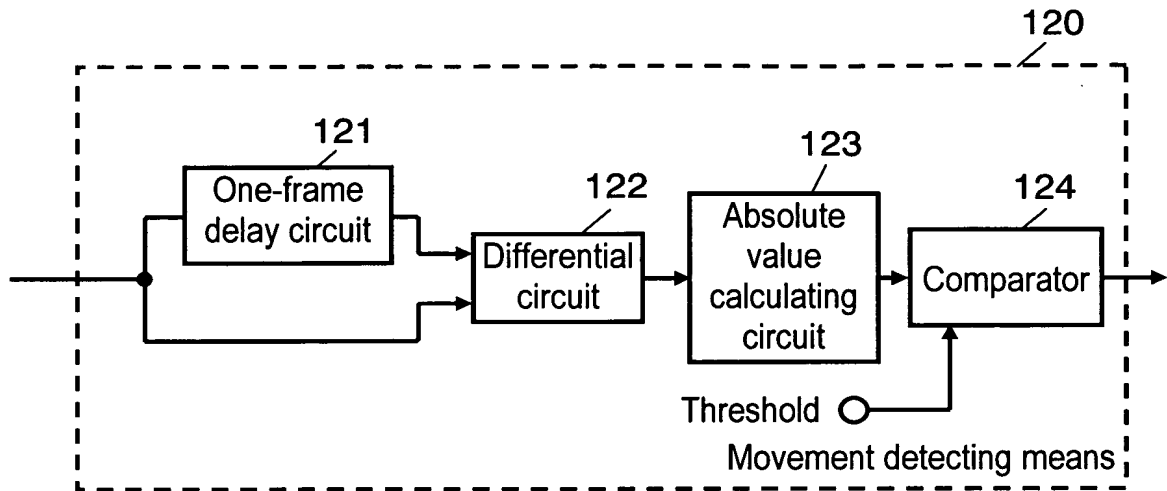 120
121
One-frame
delay circuit
122
Differential
circuit
123
Absolute
value
calculating
circuit
124
Comparator
Threshold
Movement detecting means